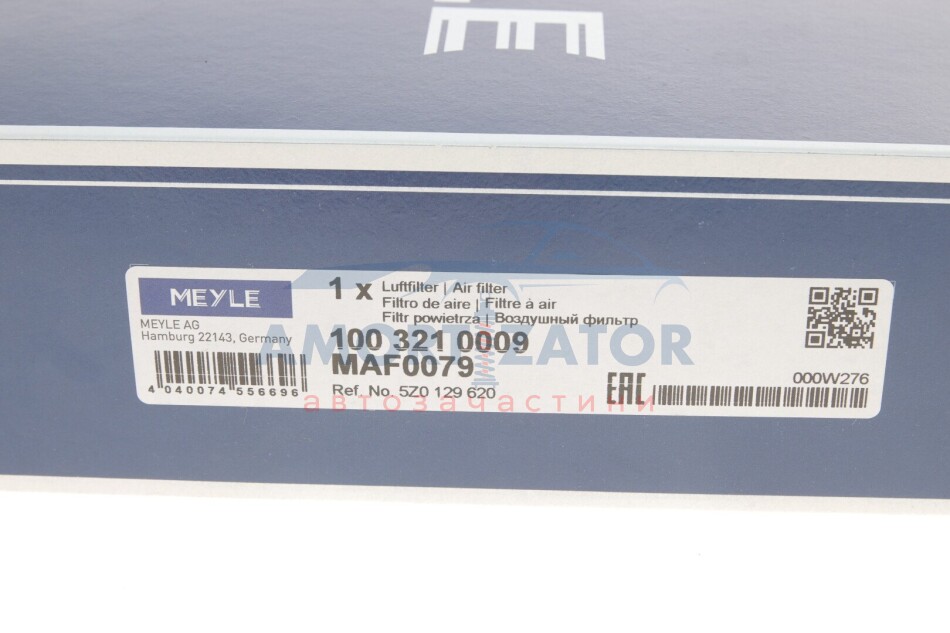 MEYLE
MEYLE AG
Hamburg 22143, Germany
4 040074 556696
1 x Luftfilter | Air filter
Filtro de aire | Filtre à air
Filtr powietrza | Воздушный фильтр
100 321 0009
MAF0079
Ref. No. 5Z0 129 620
EAC
000W276
AMORTIZATOR
автозапчастини